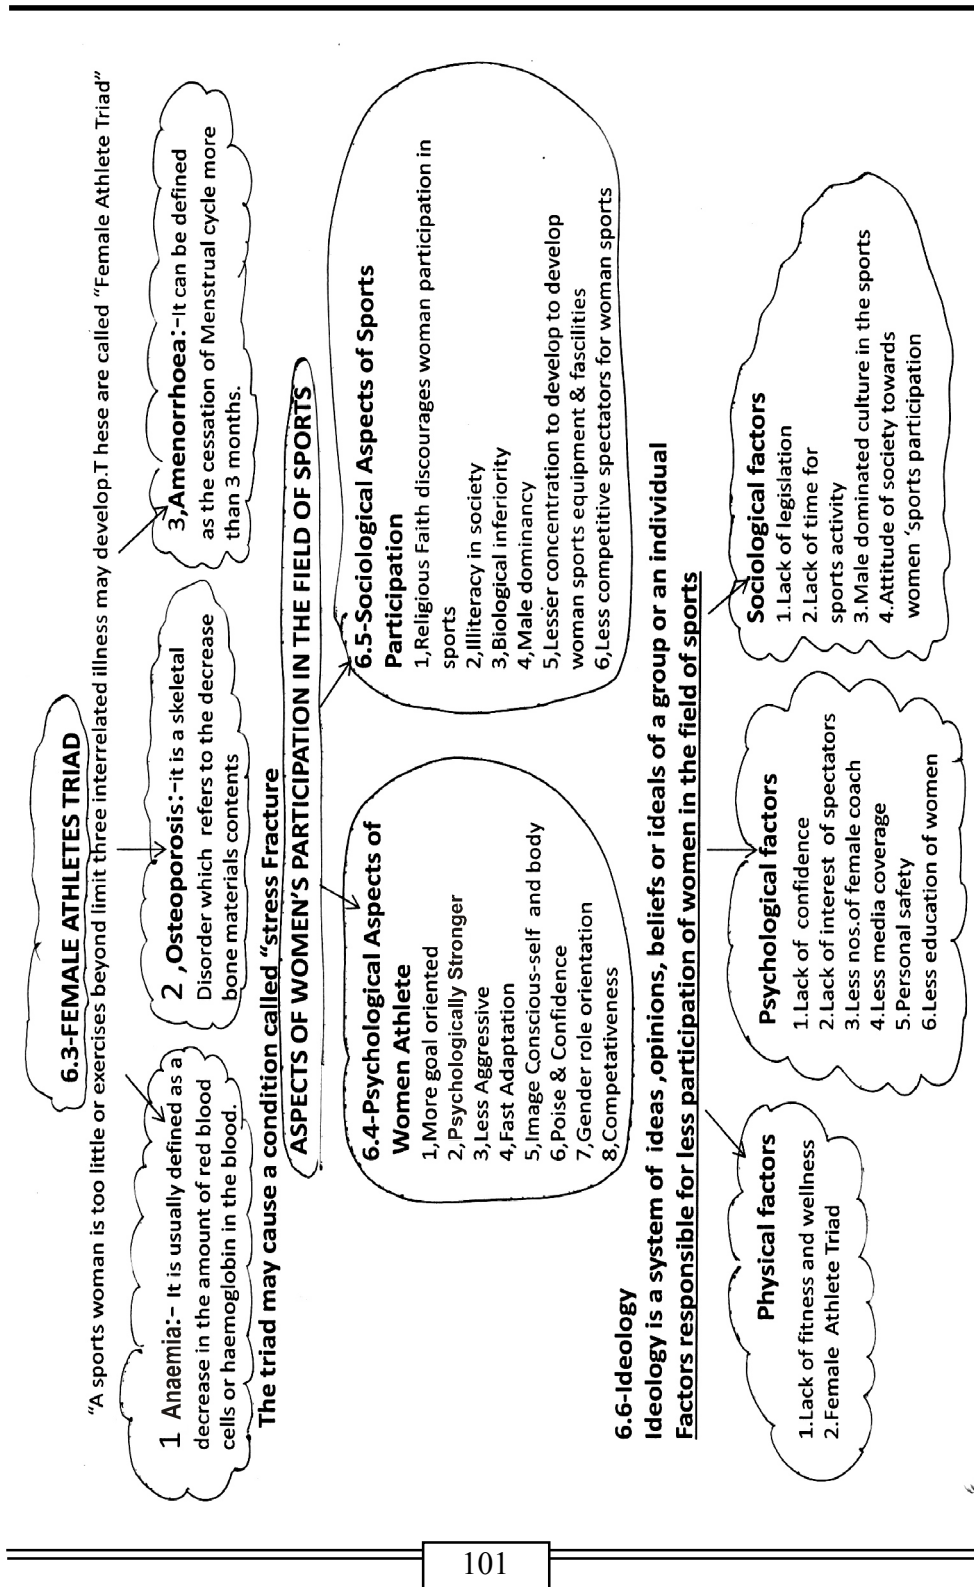 6.3-FEMALE ATHLETES TRIAD
"A sports woman is too little or exercises beyond limit three interrelated illness may develop.T hese are called "Female Athlete Triad"
1 Anaemia:- It is usually defined as a
decrease in the amount of red blood
cells or haemoglobin in the blood.
2 ,Osteoporosis:-it is a skeletal
Disorder which refers to the decrease
bone materials contents
3,Amenorrhoea:-It can be defined
as the cessation of Menstrual cycle more
than 3 months.
The triad may cause a condition called "stress Fracture
ASPECTS OF WOMEN'S PARTICIPATION IN THE FIELD OF SPORTS
6.4-Psychological Aspects of
Women Athlete
1,More goal oriented
2,Psychologically Stronger
3,Less Aggressive
4,Fast Adaptation
5,Image Conscious-self and body
6,Poise & Confidence
7,Gender role orientation
8,Competativeness
6.5-Sociological Aspects of Sports
Participation
1,Religious Faith discourages woman participation in
sports
2,Illiteracy in society
3,Biological inferiority
4,Male dominancy
5,Lesser concentration to develop to develop
woman sports equipment & fascilities
6,Less competitive spectators for woman sports
6.6-Ideology
Ideology is a system of ideas ,opinions, beliefs or ideals of a group or an individual
Factors responsible for less participation of women in the field of sports
Physical factors
1.Lack of fitness and wellness
2.Female Athlete Triad
Psychological factors
1.Lack of confidence
2.Lack of interest of spectators
3.Less nos.of female coach
4.Less media coverage
5.Personal safety
6.Less education of women
Sociological factors
1.Lack of legislation
2.Lack of time for
sports activity
3.Male dominated culture in the sports
4.Attitude of society towards
women 'sports participation
101